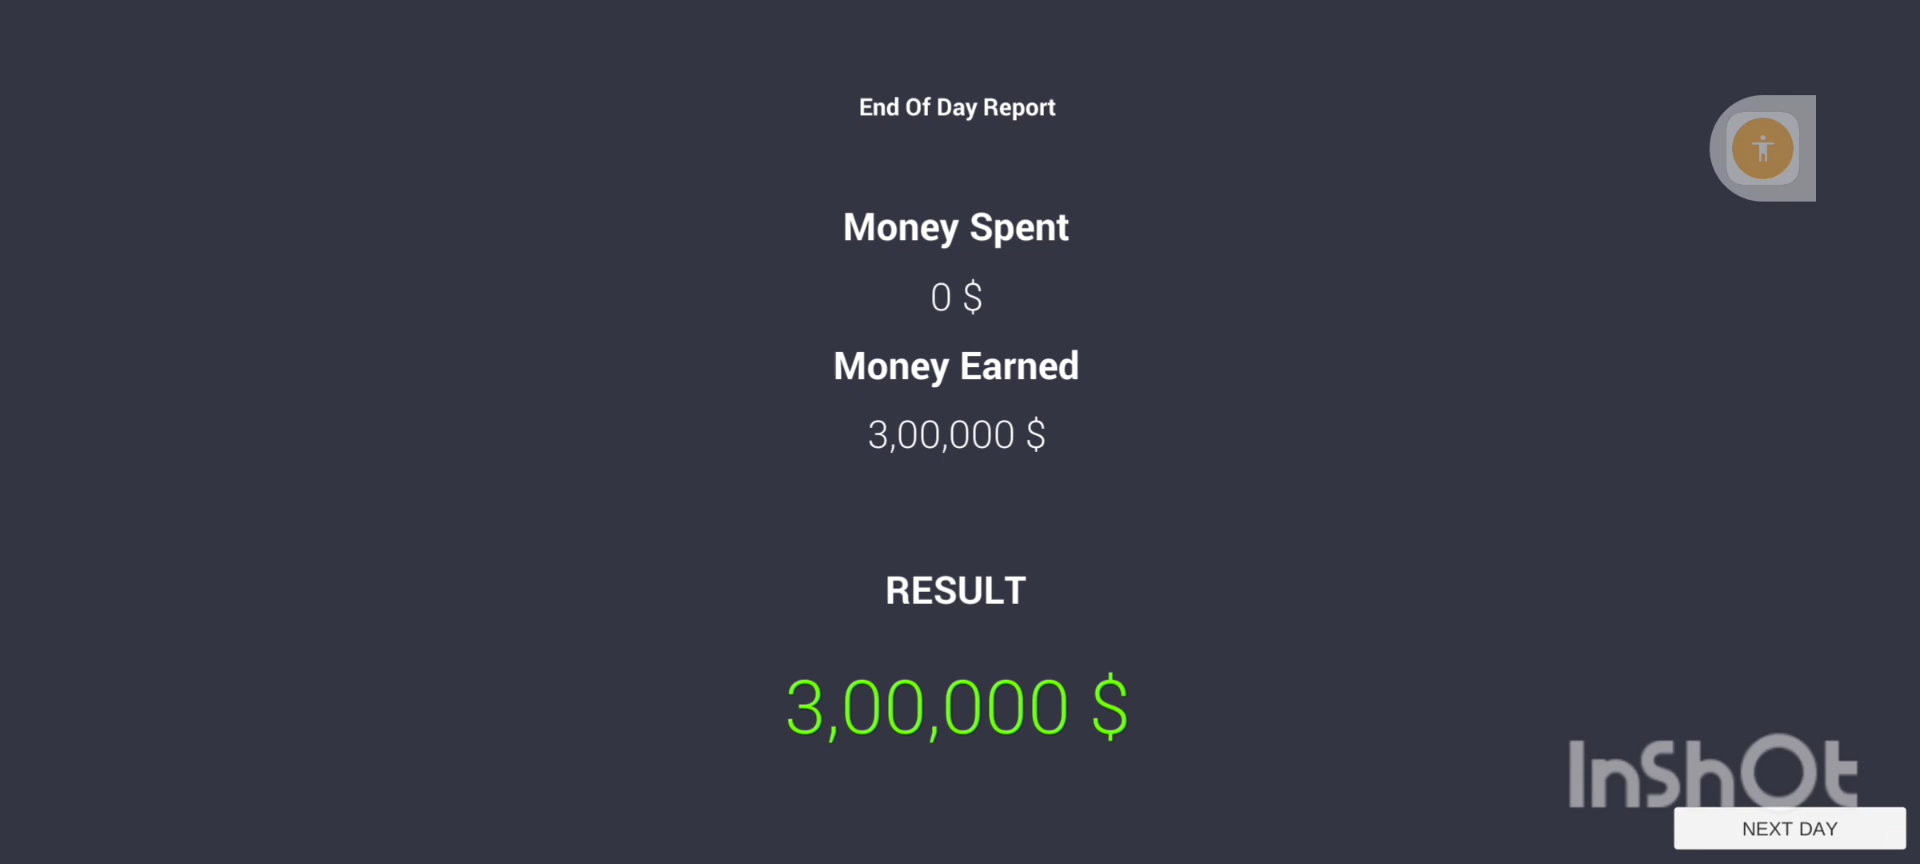 End Of Day Report
Money Spent
0 $
Money Earned
3,00,000 $
RESULT
3,00,000 $
InShOt
NEXT DAY